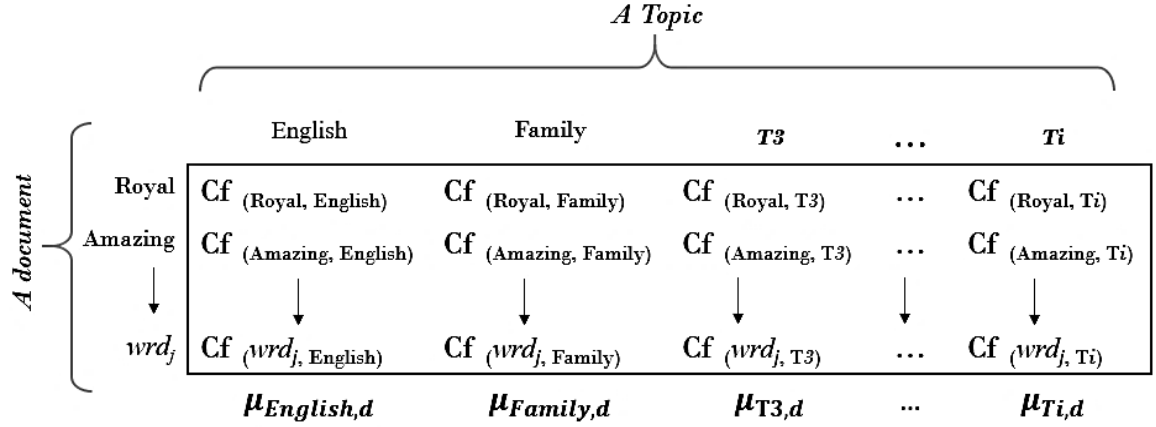 A Topic
English Family T3 ... Ti
A document
Royal Cf (Royal, English) Cf (Royal, Family) Cf (Royal, T3) ... Cf (Royal, Ti)
Amazing Cf (Amazing, English) Cf (Amazing, Family) Cf (Amazing, T3) ... Cf (Amazing, Ti)
wrdj Cf (wrdj, English) Cf (wrdj, Family) Cf (wrdj, T3) ... Cf (wrdj, Ti)
μEnglish,d μFamily,d μT3,d ... μTi,d